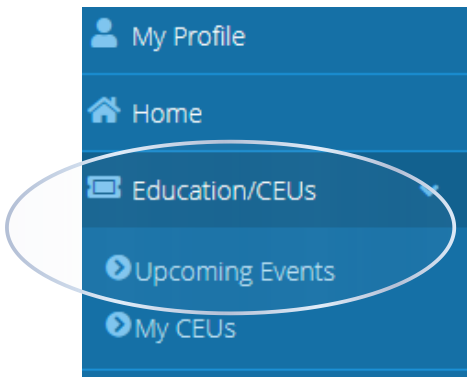 My Profile
Home
Education/CEUs
Upcoming Events
My CEUs